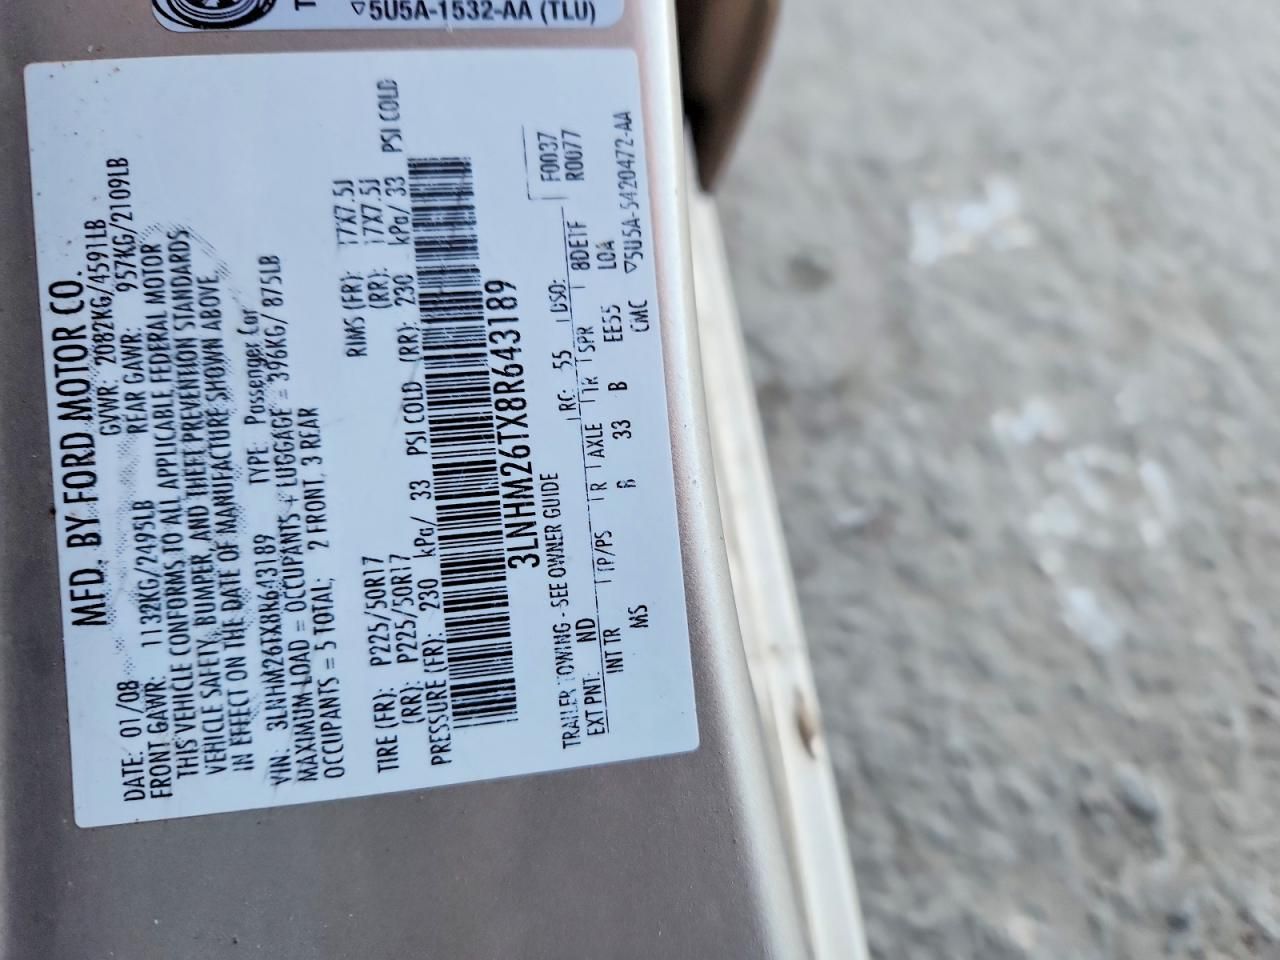 5U5A-1532-AA (TLU)
MFD. BY FORD MOTOR CO.
DATE: 01/08 GVWR: 2082KG/4591LB
FRONT GAWR: 1132KG/2495LB REAR GAWR: 957KG/2109LB
THIS VEHICLE CONFORMS TO ALL APPLICABLE FEDERAL MOTOR
VEHICLE SAFETY, BUMPER, AND THEFT PREVENTION STANDARDS
IN EFFECT ON THE DATE OF MANUFACTURE SHOWN ABOVE.
VIN: 3LNHM26TX8R643189 TYPE: Passenger Car
MAXIMUM LOAD = OCCUPANTS + LUGGAGE = 396KG/ 875LB
OCCUPANTS = 5 TOTAL; 2 FRONT, 3 REAR
TIRE (FR): P225/50R17 RIMS (FR): 17X7.5J
(RR): P225/50R17 (RR): 17X7.5J
PRESSURE (FR): 230 kPa/ 33 PSI COLD (RR): 230 kPa/ 33 PSI COLD
3LNHM26TX8R643189
TRAILER TOWING - SEE OWNER GUIDE
F0037
R0077
EXT PNT: ND RC: 55 DSO:
INT TR TP/PS R AXLE TR SPR 8DETF
MS B 33 B EE55 LOA
CMC 5U5A-5420472-AA